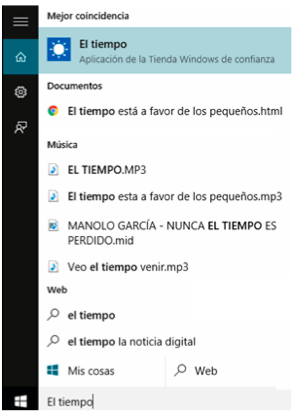 Mejor coincidencia
El tiempo
Aplicación de la Tienda Windows de confianza
Documentos
El tiempo está a favor de los pequeños.html
Música
EL TIEMPO.MP3
El tiempo esta a favor de los pequeños.mp3
MANOLO GARCÍA - NUNCA EL TIEMPO ES
PERDIDO.mid
Veo el tiempo venir.mp3
Web
el tiempo
el tiempo la noticia digital
Mis cosas
Web
El tiempo